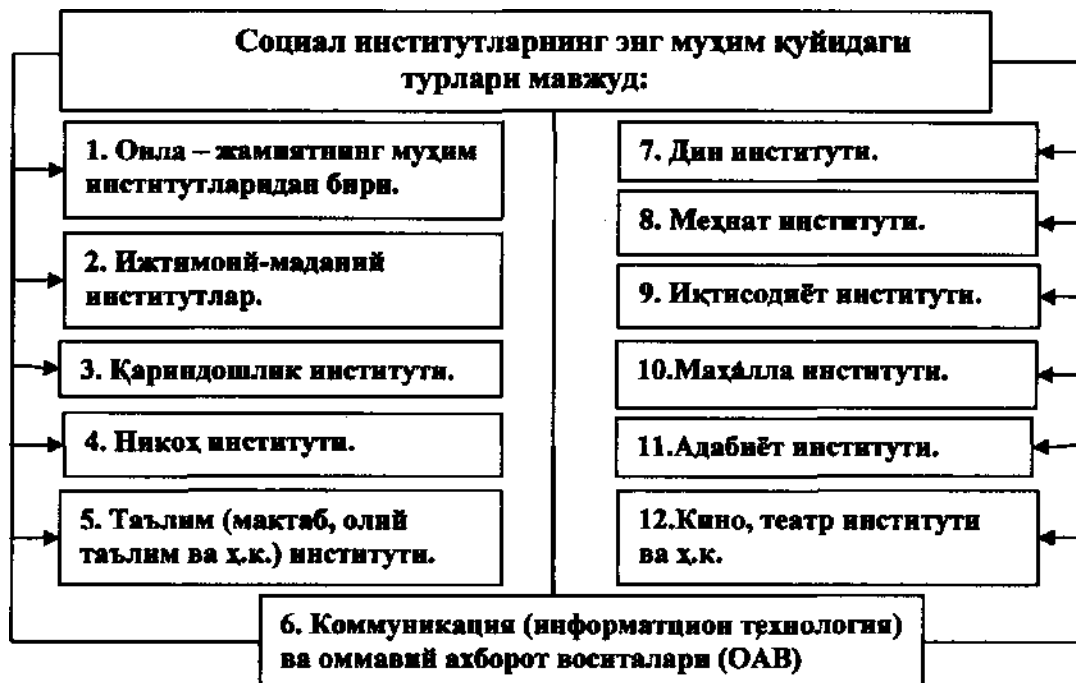 Социал институтларнинг энг муҳим қуйидаги
турлари мавжуд:
1. Оила – жамиятнинг муҳим
институтларидан бири.
2. Ижтимоий-маданий
институтлар.
3. Қариндошлик институти.
4. Никоҳ институти.
5. Таълим (мактаб, олий
таълим ва ҳ.к.) институти.
6. Коммуникация (информатцион технология)
ва оммавий ахборот воситалари (ОАВ)
7. Дин институти.
8. Меҳнат институти.
9. Иқтисодиёт институти.
10.Маҳалла институти.
11.Адабиёт институти.
12.Кино, театр институти
ва ҳ.к.